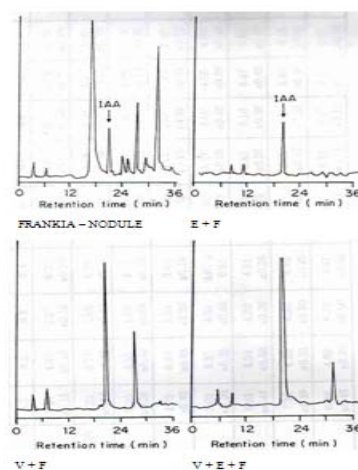 IAA
IAA
0 12 24 36
0 12 24 36
Retention time (min)
Retention time (min)
FRANKIA – NODULE
E + F
0 12 24 36
0 12 24 36
Retention time (min)
Retention time (min)
V + F
V + E + F